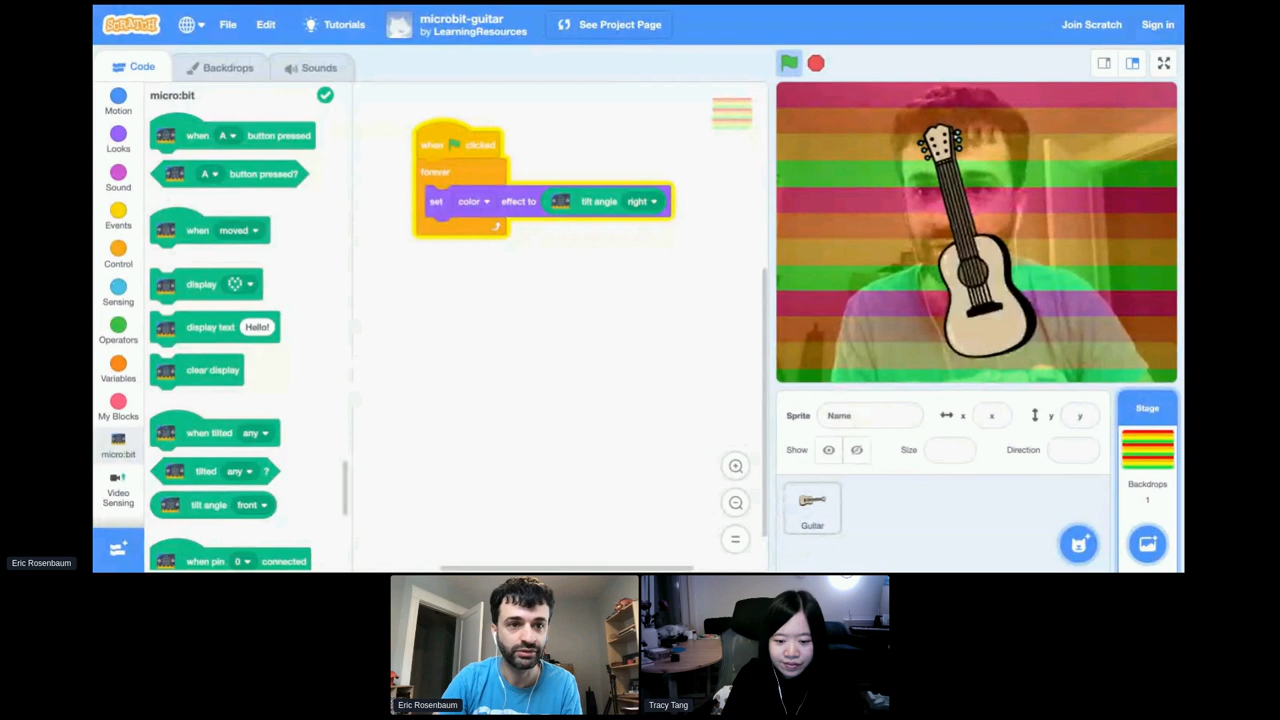 SCRATCH
File
Edit
Tutorials
microbit-guitar
by LearningResources
See Project Page
Join Scratch
Sign in
Code
Backdrops
Sounds
Motion
Looks
Sound
Events
Control
Sensing
Operators
Variables
My Blocks
micro:bit
Video
Sensing
micro:bit
when A button pressed
A button pressed?
when moved
display
display text Hello!
clear display
when tilted any
tilted any ?
tilt angle front
when pin 0 connected
when clicked
forever
set color effect to tilt angle right
Sprite Name x x y y
Show Size Direction
Guitar
Stage
Backdrops
1
Eric Rosenbaum
Eric Rosenbaum
Tracy Tang